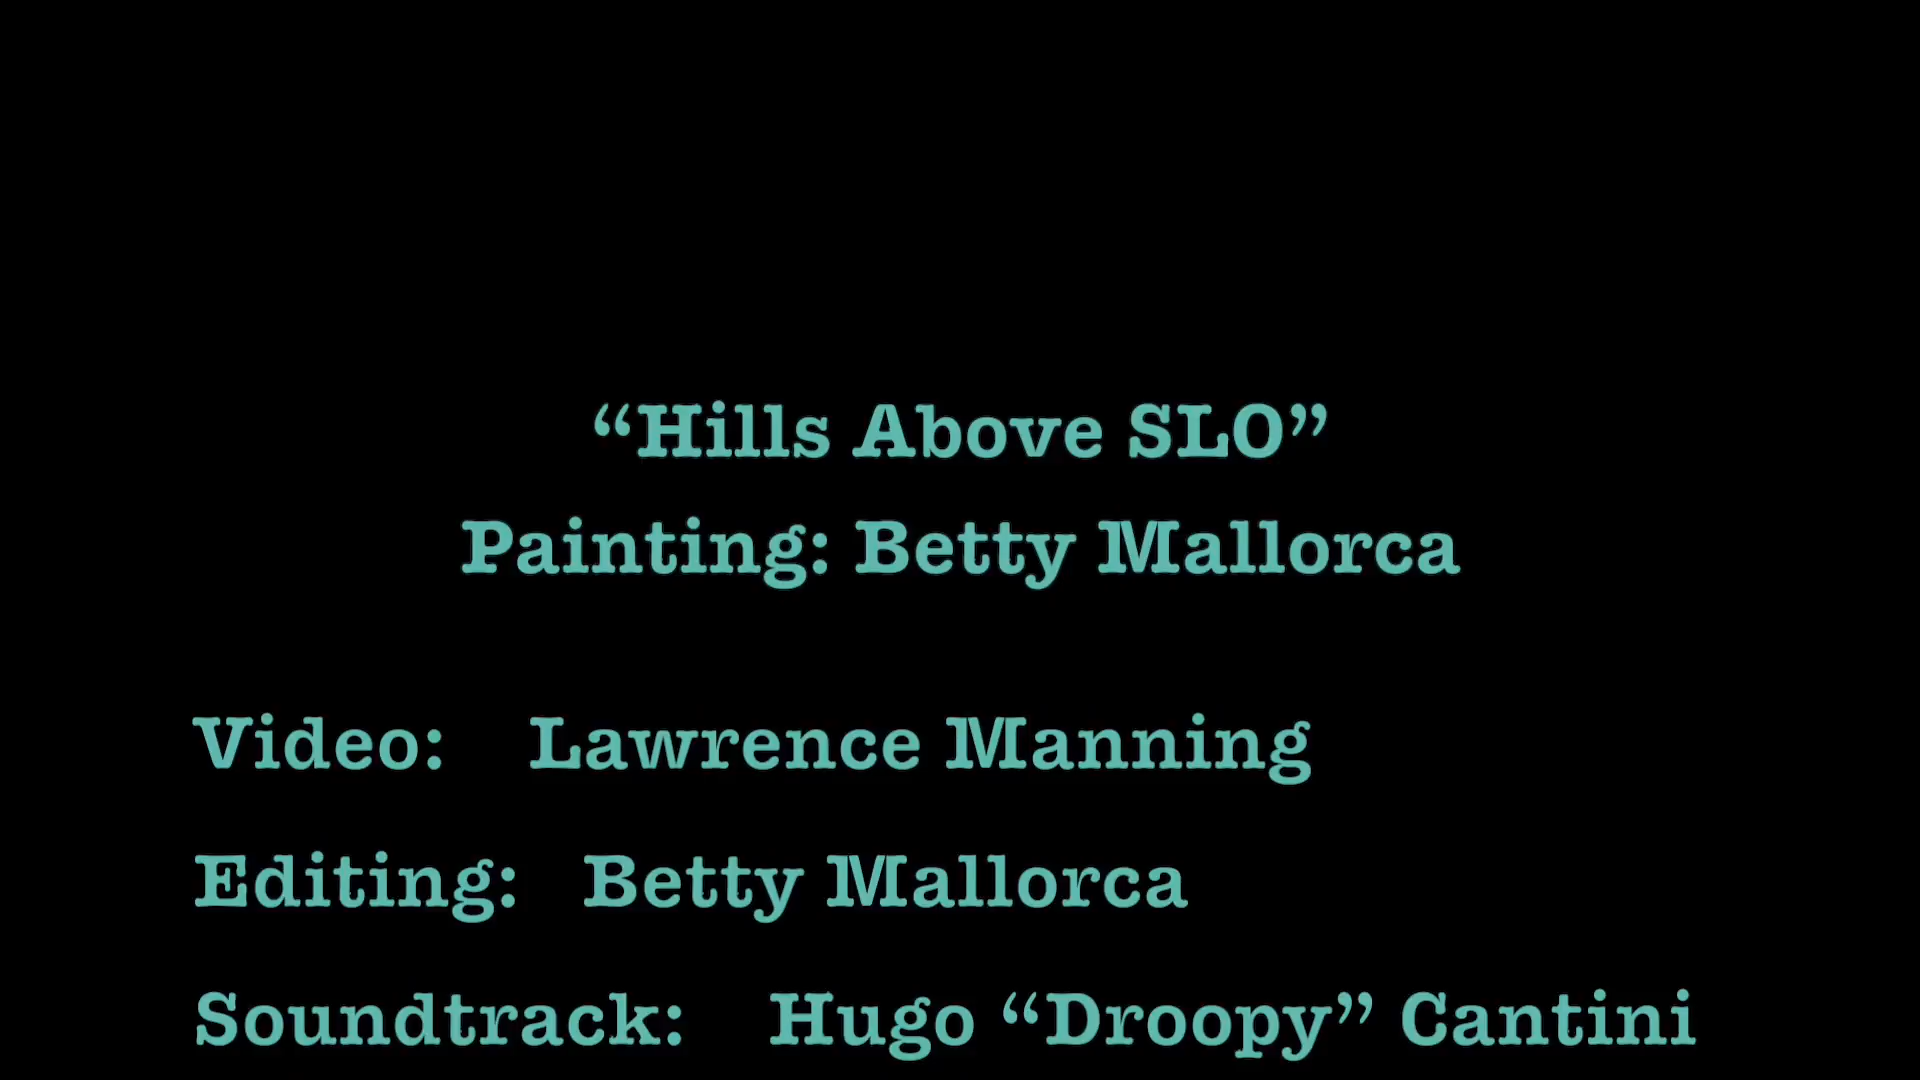 “Hills Above SLO”
Painting: Betty Mallorca
Video: Lawrence Manning
Editing: Betty Mallorca
Soundtrack: Hugo “Droopy” Cantini